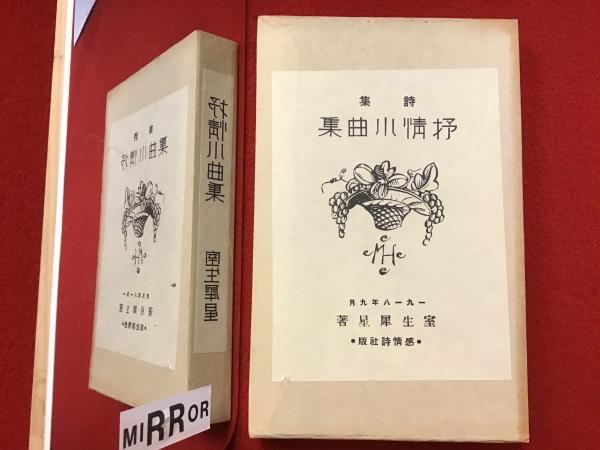 詩集
抒情小曲集
MHC
一九一八年九月
室生犀星著
•感情詩社版•
抒情小曲集
室生犀星
MIRROR